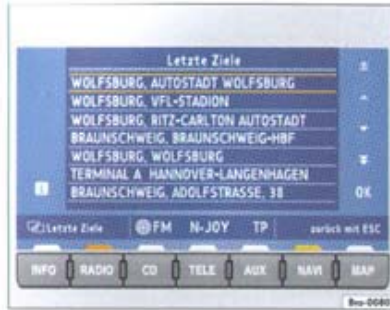 Letzte Ziele
WOLFSBURG, AUTOSTADT WOLFSBURG
WOLFSBURG, VFL-STADION
WOLFSBURG, RITZ-CARLTON AUTOSTADT
BRAUNSCHWEIG, BRAUNSCHWEIG-HBF
WOLFSBURG, WOLFSBURG
TERMINAL A HANNOVER-LANGENHAGEN
BRAUNSCHWEIG, ADOLFSTRASSE, 38
OK
Letzte Ziele FM N-JOY TP zurück mit ESC
INFO RADIO CD TELE AUX NAVI MAP